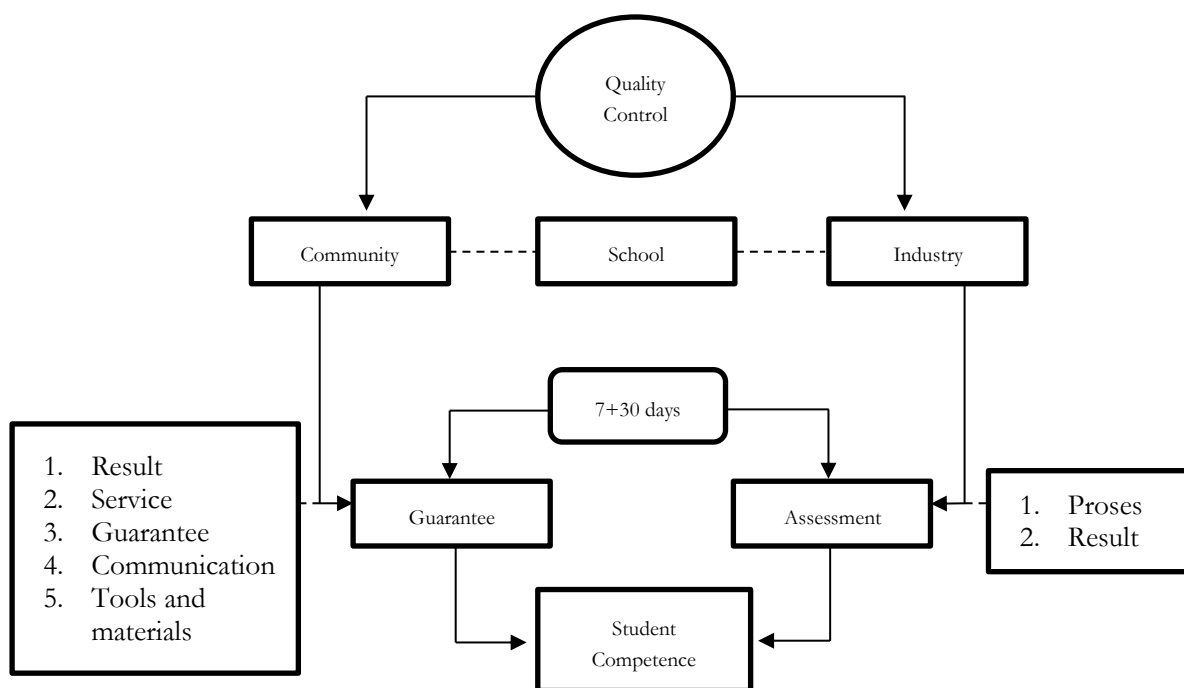 Quality
Control
Community
School
Industry
7+30 days
1. Result
2. Service
3. Guarantee
4. Communication
5. Tools and
materials
Guarantee
Assessment
1. Proses
2. Result
Student
Competence